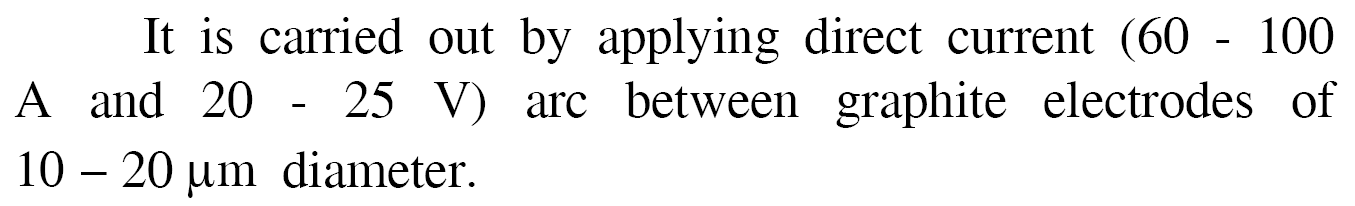 It is carried out by applying direct current (60 - 100
A and 20 - 25 V) arc between graphite electrodes of
10 – 20 μm diameter.